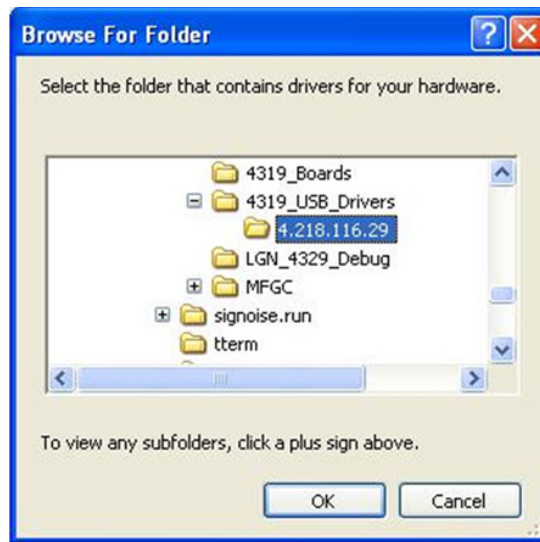 Browse For Folder
Select the folder that contains drivers for your hardware.
4319_Boards
4319_USB_Drivers
4.218.116.29
LGN_4329_Debug
MFGC
signoise.run
tterm
To view any subfolders, click a plus sign above.
OK Cancel